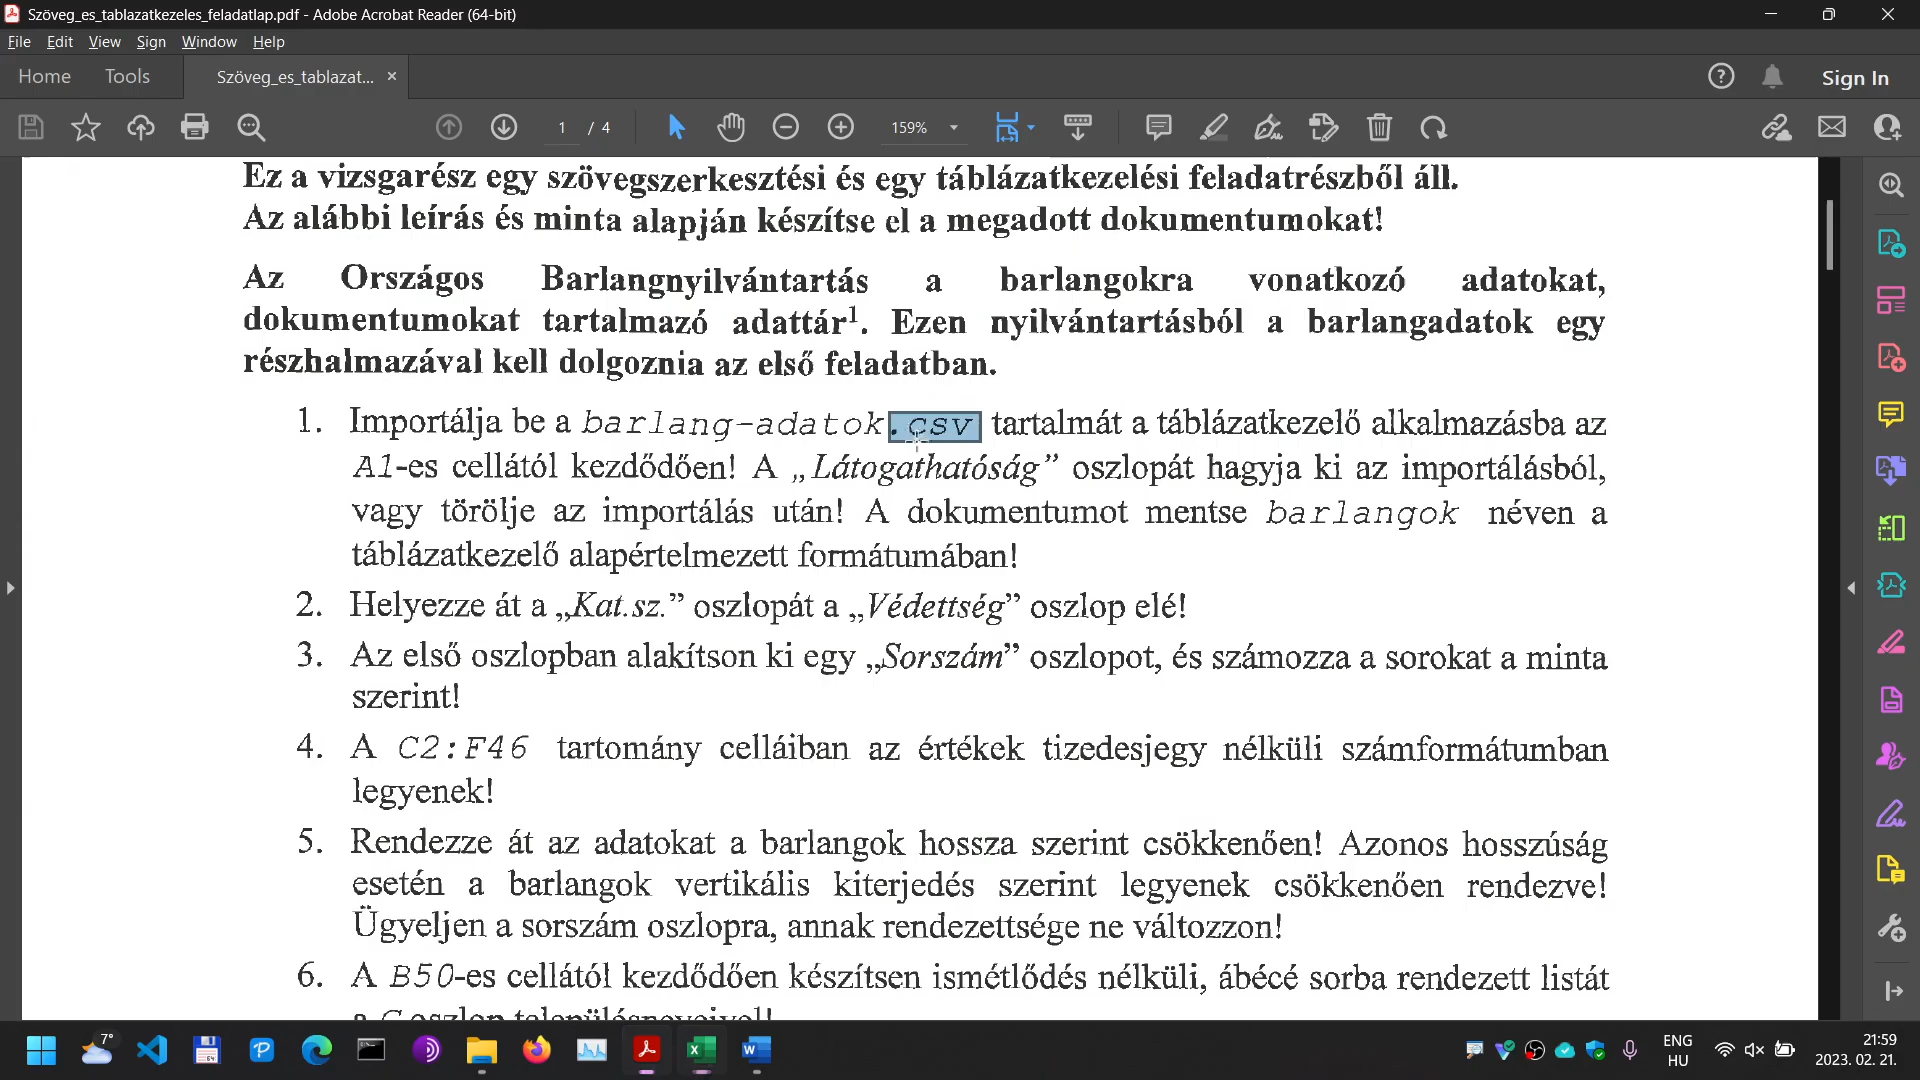 Szöveg_es_tablazatkezeles_feladatlap.pdf - Adobe Acrobat Reader (64-bit)
File Edit View Sign Window Help
Home Tools Szöveg_es_tablazat... × Sign In
1 / 4 159%
Ez a vizsgarész egy szövegszerkesztési és egy táblázatkezelési feladatrészből áll.
Az alábbi leírás és minta alapján készítse el a megadott dokumentumokat!
Az Országos Barlangnyilvántartás a barlangokra vonatkozó adatokat,
dokumentumokat tartalmazó adattár¹. Ezen nyilvántartásból a barlangadatok egy
részhalmazával kell dolgoznia az első feladatban.
1. Importálja be a barlang-adatok.csv tartalmát a táblázatkezelő alkalmazásba az
A1-es cellától kezdődően! A „Látogathatóság” oszlopát hagyja ki az importálásból,
vagy törölje az importálás után! A dokumentumot mentse barlangok néven a
táblázatkezelő alapértelmezett formátumában!
2. Helyezze át a „Kat.sz.” oszlopát a „Védettség” oszlop elé!
3. Az első oszlopban alakítson ki egy „Sorszám” oszlopot, és számozza a sorokat a minta
szerint!
4. A C2:F46 tartomány celláiban az értékek tizedesjegy nélküli számformátumban
legyenek!
5. Rendezze át az adatokat a barlangok hossza szerint csökkenően! Azonos hosszúság
esetén a barlangok vertikális kiterjedés szerint legyenek csökkenően rendezve!
Ügyeljen a sorszám oszlopra, annak rendezettsége ne változzon!
6. A B50-es cellától kezdődően készítsen ismétlődés nélküli, ábécé sorba rendezett listát
a C oszlop településneveivel!
7°
ENG
HU
21:59
2023. 02. 21.